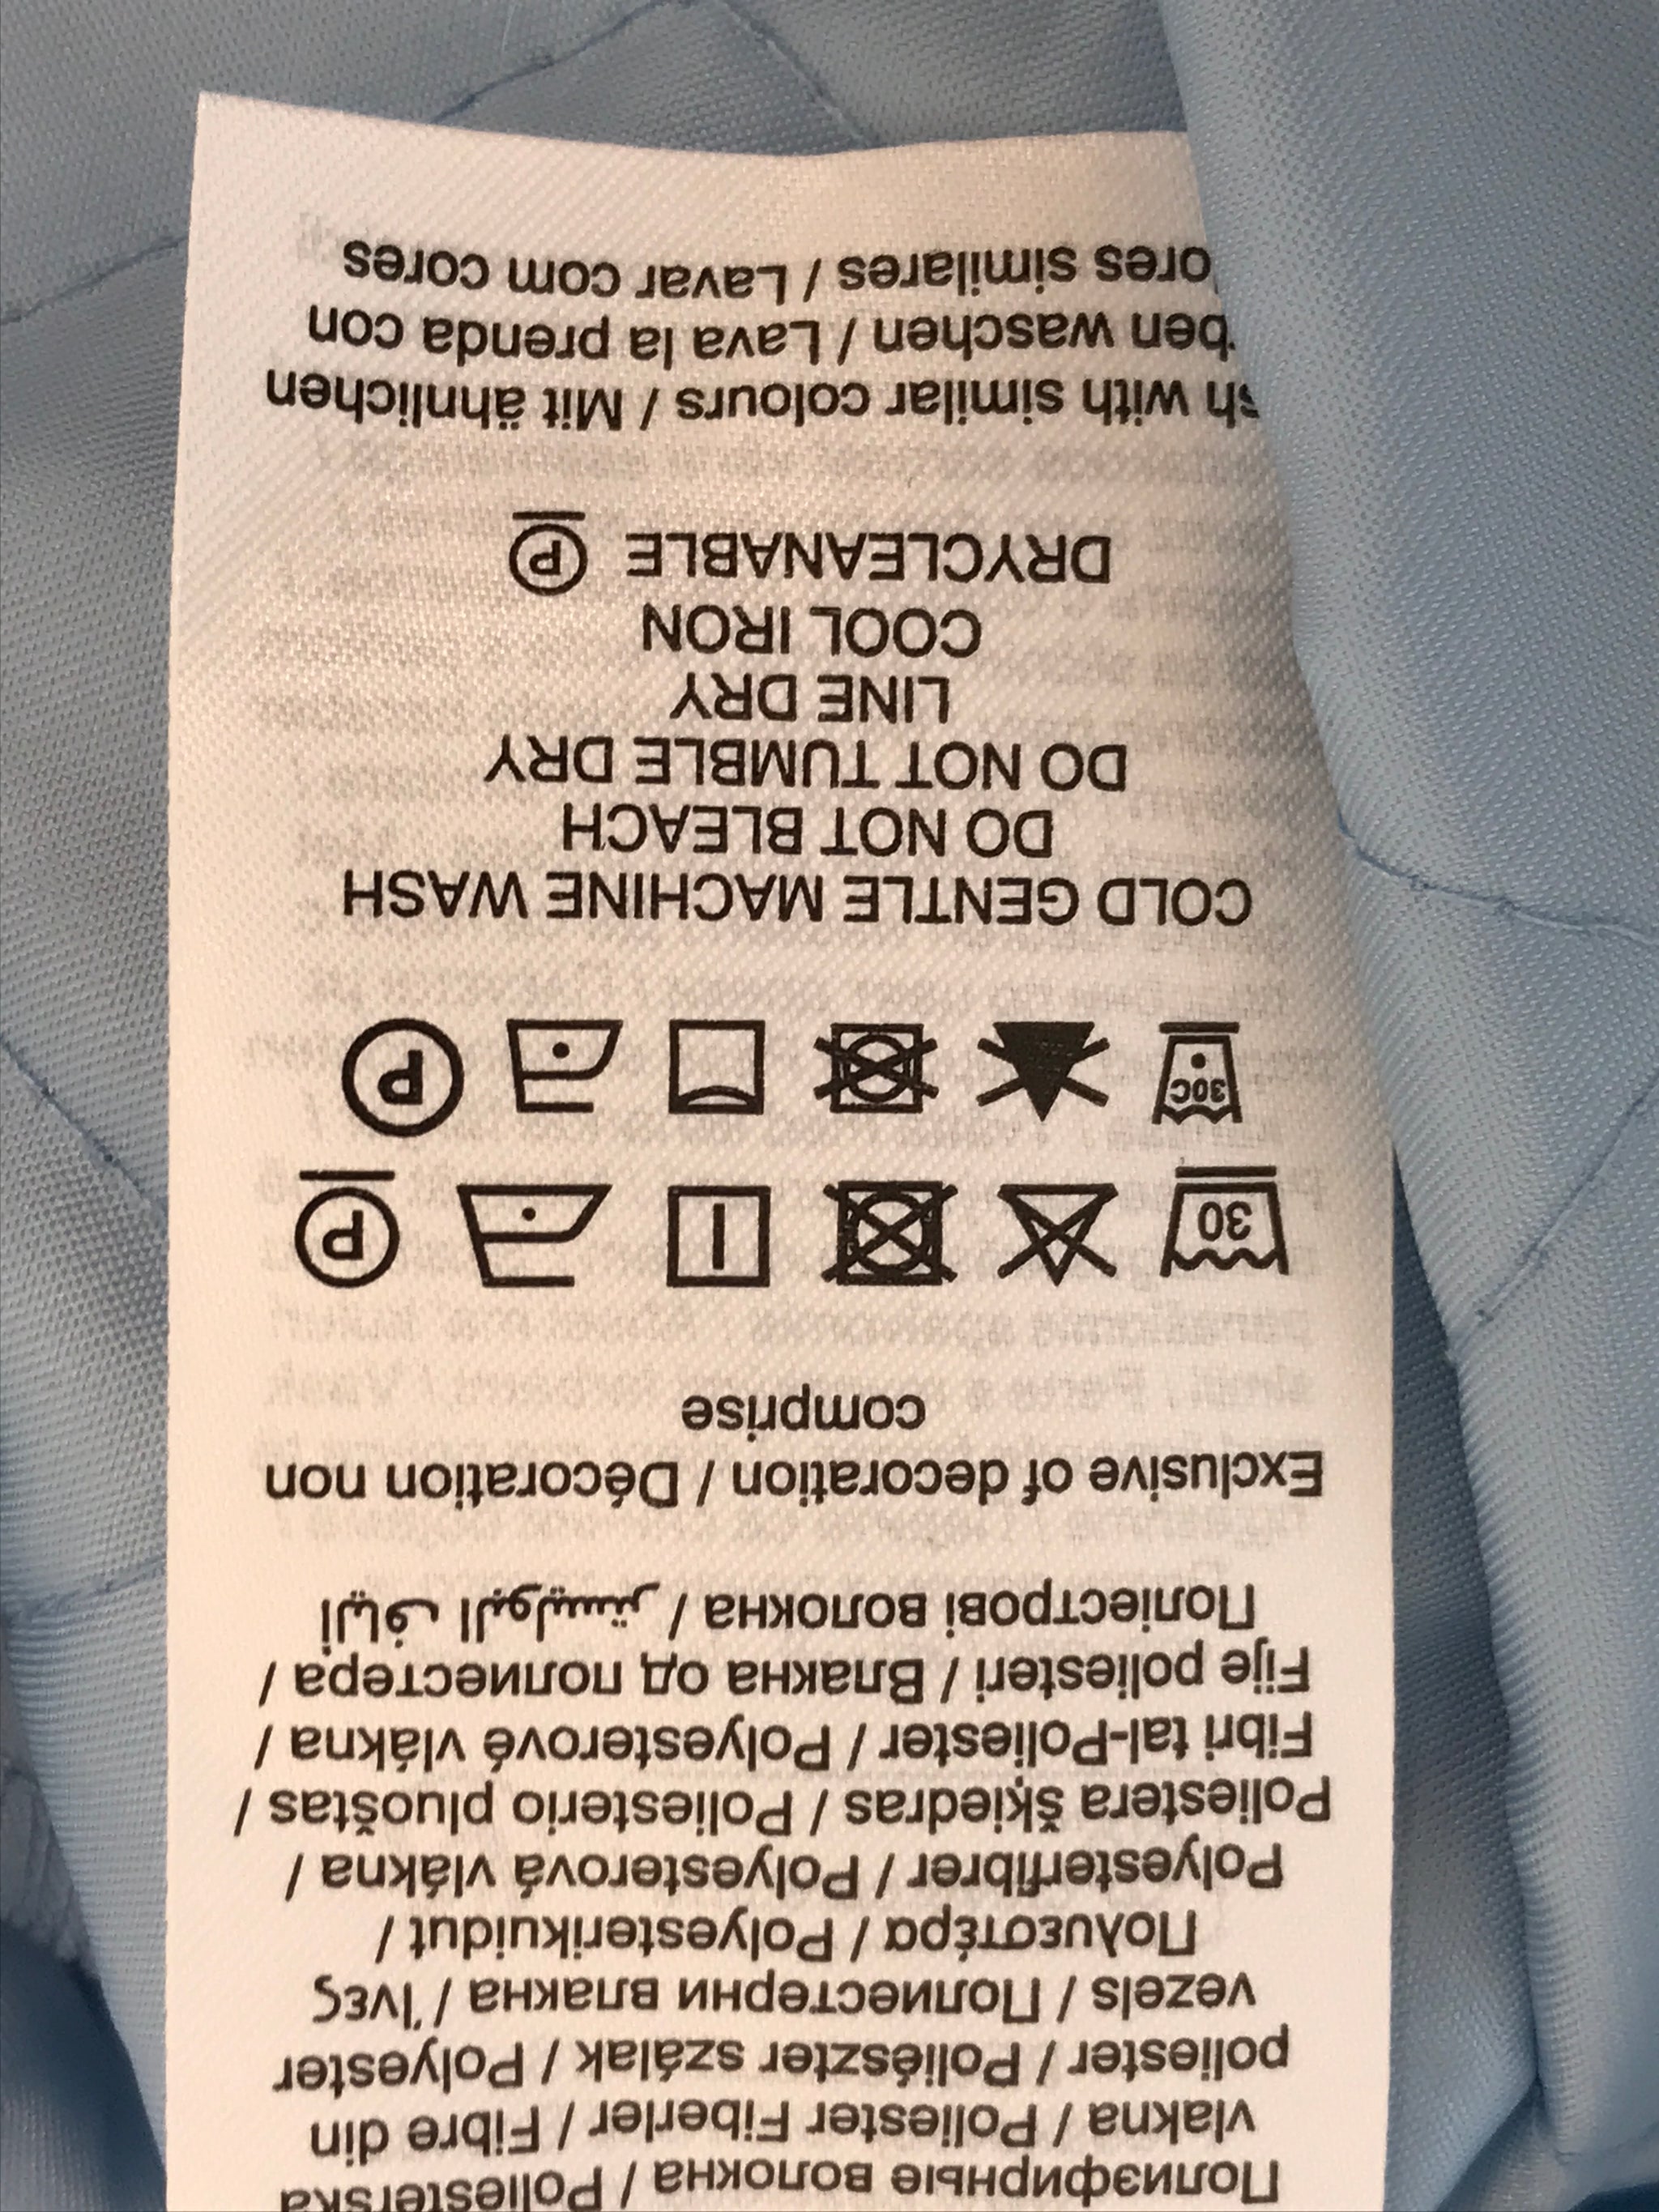 Полиэфирные волокна / Poliesterska
vlakna / Poliester Fiberler / Fibre din
poliester / Poliészter szálak / Polyester
vezels / Полиестерни влакна / Ίνες
Πολυεστέρα / Polyesterikuidut /
Polyesterfibrer / Polyesterová vlákna /
Poliestera šķiedras / Poliesterio pluoštas /
Fibri tal-Poliester / Polyesterové vlákna /
Fije poliesteri / Влакна од полиестера /
Поліестрові волокна / ألياف البوليستر
Exclusive of decoration / Décoration non
comprise
30 P
30C P
COLD GENTLE MACHINE WASH
DO NOT BLEACH
DO NOT TUMBLE DRY
LINE DRY
COOL IRON
DRYCLEANABLE P
sh with similar colours / Mit ähnlichen
ben waschen / Lava la prenda con
ores similares / Lavar com cores